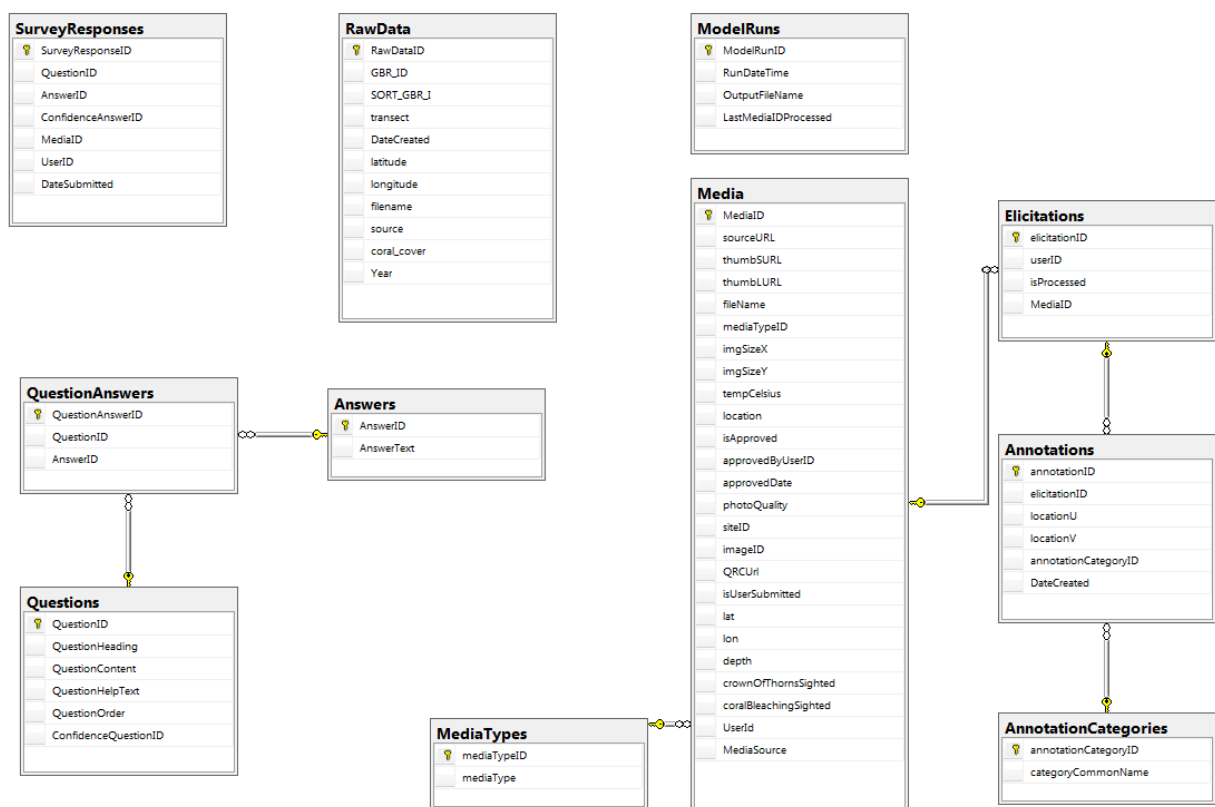 SurveyResponses
SurveyResponseID
QuestionID
AnswerID
ConfidenceAnswerID
MediaID
UserID
DateSubmitted
RawData
RawDataID
GBR_ID
SORT_GBR_I
transect
DateCreated
latitude
longitude
filename
source
coral_cover
Year
ModelRuns
ModelRunID
RunDateTime
OutputFileName
LastMediaIDProcessed
Media
MediaID
sourceURL
thumbSURL
thumbLURL
fileName
mediaTypeID
imgSizeX
imgSizeY
tempCelsius
location
isApproved
approvedByUserID
approvedDate
photoQuality
siteID
imageID
QRCUrl
isUserSubmitted
lat
lon
depth
crownOfThornsSighted
coralBleachingSighted
UserId
MediaSource
Elicitations
elicitationID
userID
isProcessed
MediaID
QuestionAnswers
QuestionAnswerID
QuestionID
AnswerID
Answers
AnswerID
AnswerText
Annotations
annotationID
elicitationID
locationU
locationV
annotationCategoryID
DateCreated
Questions
QuestionID
QuestionHeading
QuestionContent
QuestionHelpText
QuestionOrder
ConfidenceQuestionID
MediaTypes
mediaTypeID
mediaType
AnnotationCategories
annotationCategoryID
categoryCommonName